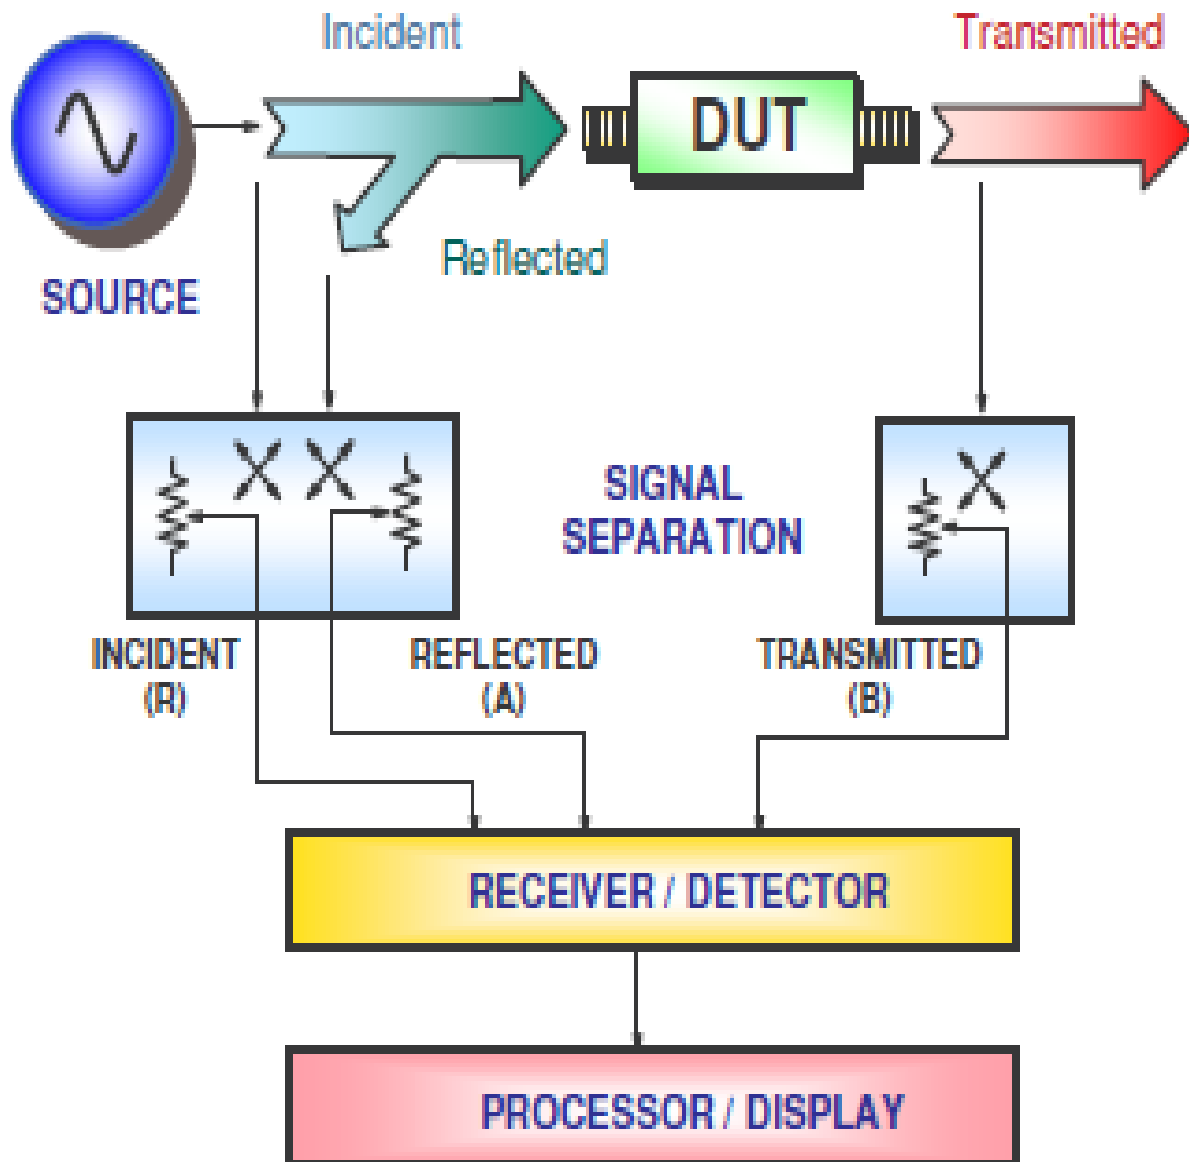 Incident
Transmitted
DUT
Reflected
SOURCE
SIGNAL
SEPARATION
INCIDENT
(R)
REFLECTED
(A)
TRANSMITTED
(B)
RECEIVER / DETECTOR
PROCESSOR / DISPLAY